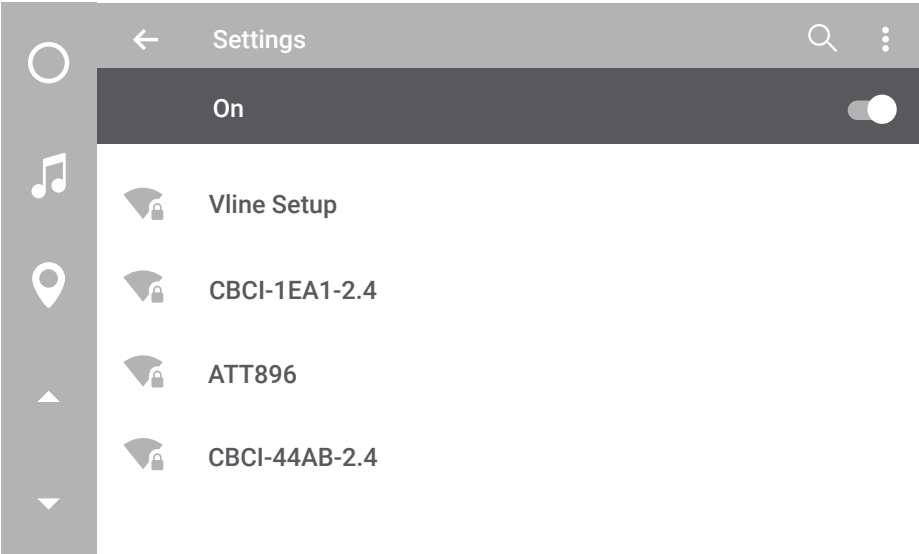 Settings
On
Vline Setup
CBCI-1EA1-2.4
ATT896
CBCI-44AB-2.4